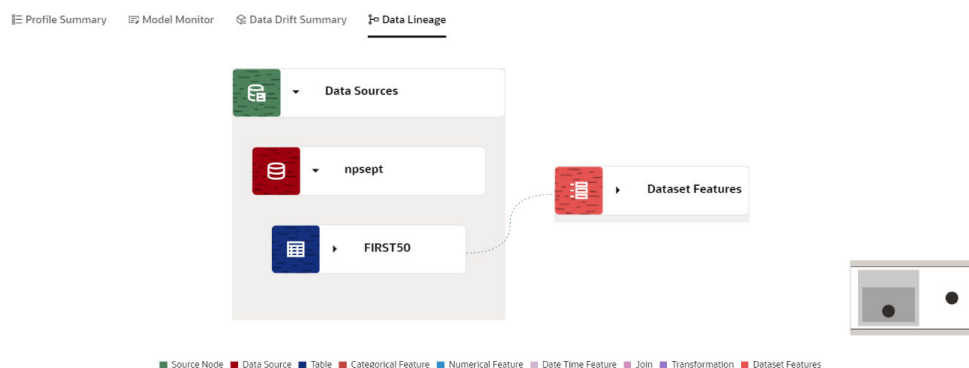 Profile Summary Model Monitor Data Drift Summary Data Lineage
Data Sources
npsept
Dataset Features
FIRST50
Source Node Data Source Table Categorical Feature Numerical Feature Date Time Feature Join Transformation Dataset Features